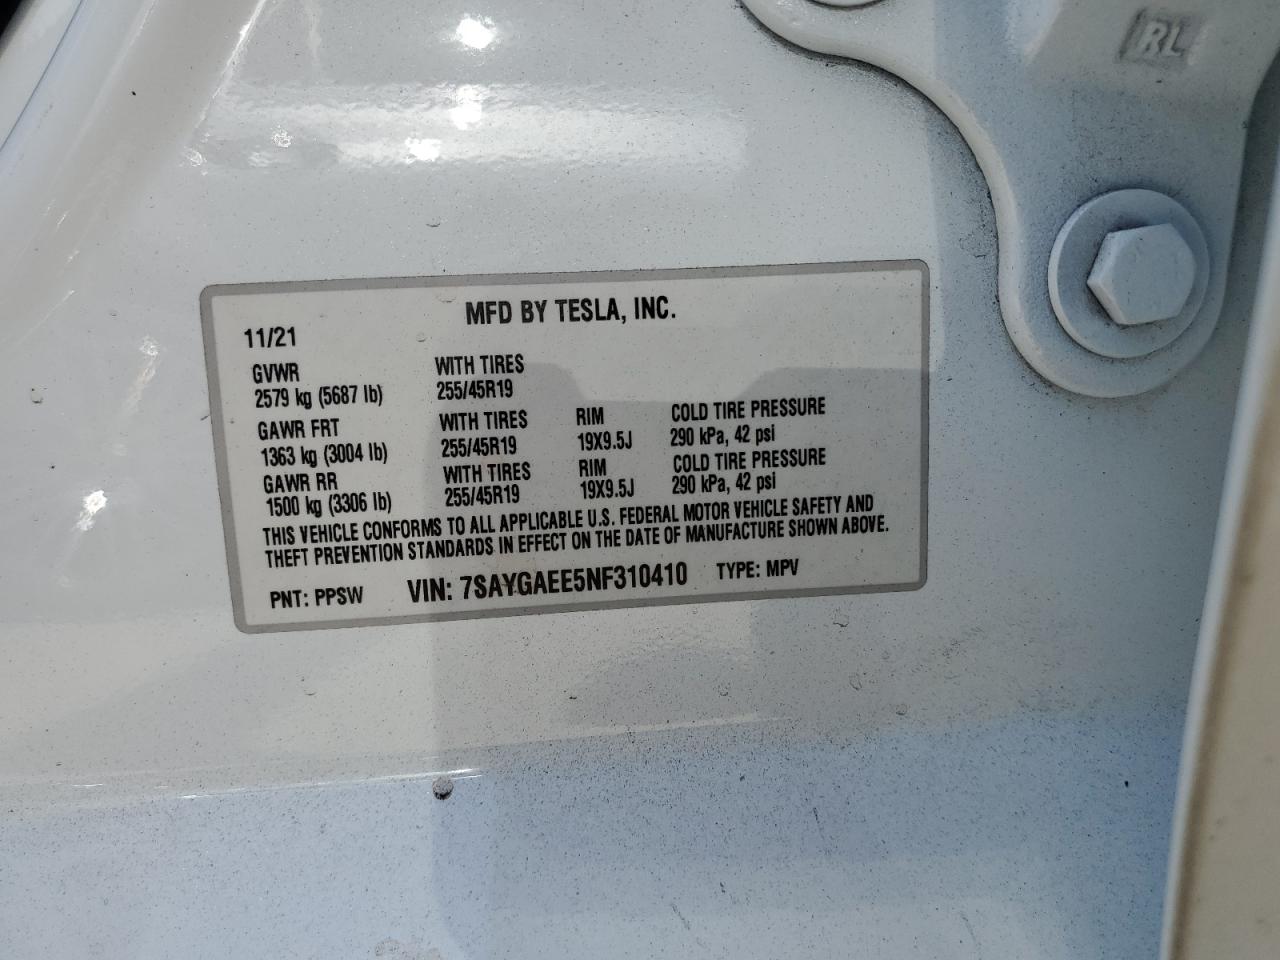 RL
MFD BY TESLA, INC.
11/21
GVWR WITH TIRES
2579 kg (5687 lb) 255/45R19
GAWR FRT WITH TIRES RIM COLD TIRE PRESSURE
1363 kg (3004 lb) 255/45R19 19X9.5J 290 kPa, 42 psi
GAWR RR WITH TIRES RIM COLD TIRE PRESSURE
1500 kg (3306 lb) 255/45R19 19X9.5J 290 kPa, 42 psi
THIS VEHICLE CONFORMS TO ALL APPLICABLE U.S. FEDERAL MOTOR VEHICLE SAFETY AND
THEFT PREVENTION STANDARDS IN EFFECT ON THE DATE OF MANUFACTURE SHOWN ABOVE.
PNT: PPSW VIN: 7SAYGAEE5NF310410 TYPE: MPV